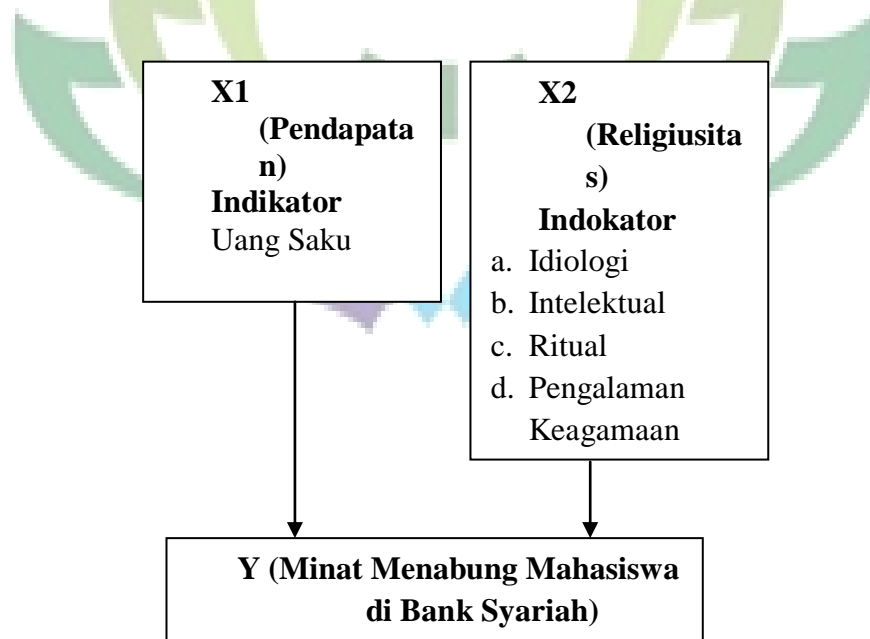 X1
(Pendapata
n)
Indikator
Uang Saku
X2
(Religiusita
s)
Indokator
a. Idiologi
b. Intelektual
c. Ritual
d. Pengalaman
Keagamaan
Y (Minat Menabung Mahasiswa
di Bank Syariah)